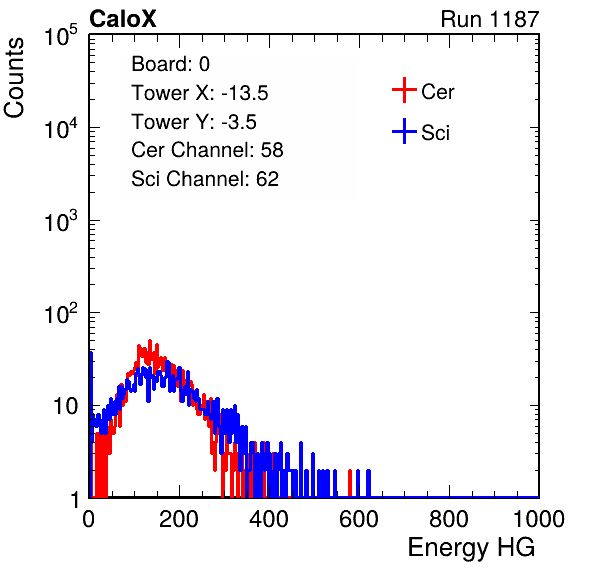 CaloX Run 1187
Counts
10^5
10^4
10^3
10^2
10
1
Board: 0
Tower X: -13.5
Tower Y: -3.5
Cer Channel: 58
Sci Channel: 62
Cer
Sci
0 200 400 600 800 1000
Energy HG